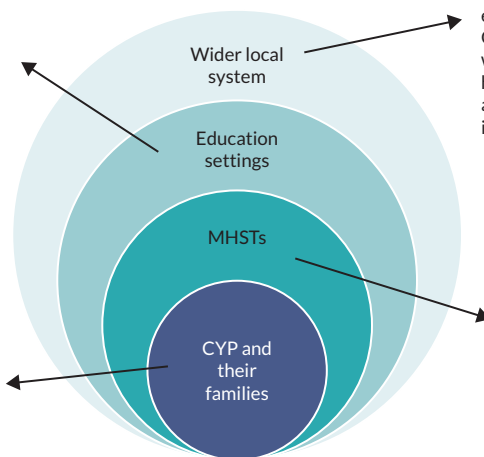 Wider local
system
Education
settings
MHSTs
CYP and
their
families